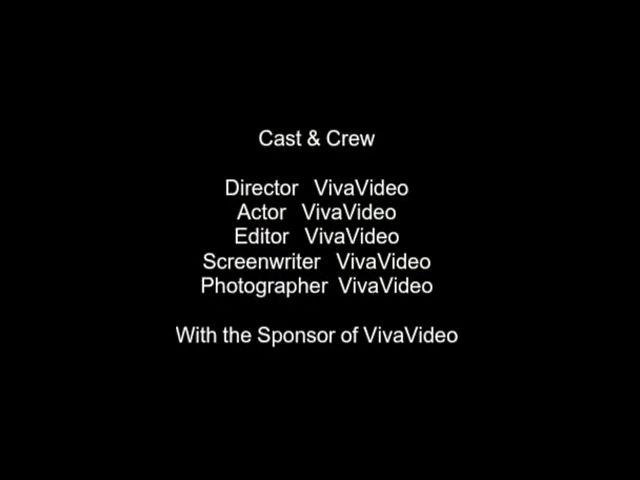 Cast & Crew
Director VivaVideo
Actor VivaVideo
Editor VivaVideo
Screenwriter VivaVideo
Photographer VivaVideo
With the Sponsor of VivaVideo